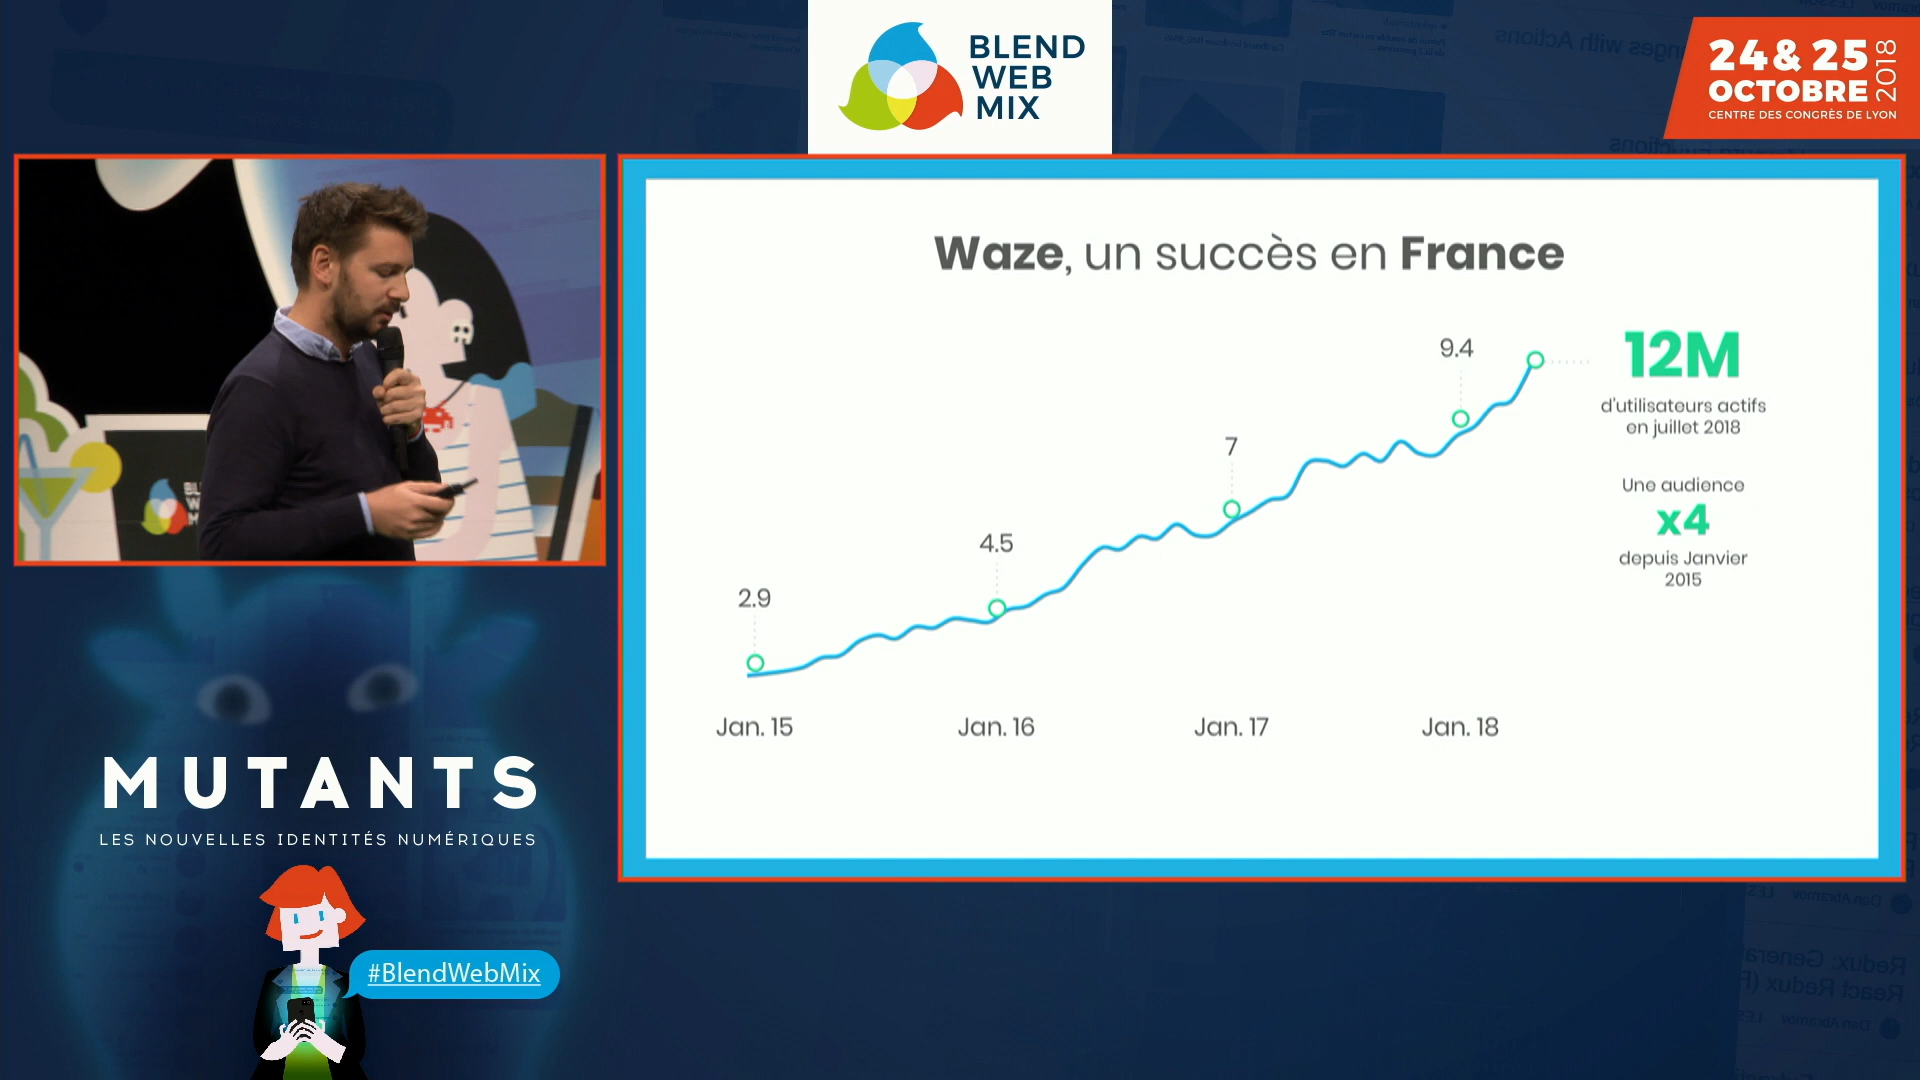 BLEND
WEB
MIX
24 & 25
OCTOBRE
2018
CENTRE DES CONGRÈS DE LYON
Waze, un succès en France
2.9
4.5
7
9.4
12M
d'utilisateurs actifs
en juillet 2018
Une audience
x4
depuis Janvier
2015
Jan. 15
Jan. 16
Jan. 17
Jan. 18
MUTANTS
LES NOUVELLES IDENTITÉS NUMÉRIQUES
#BlendWebMix